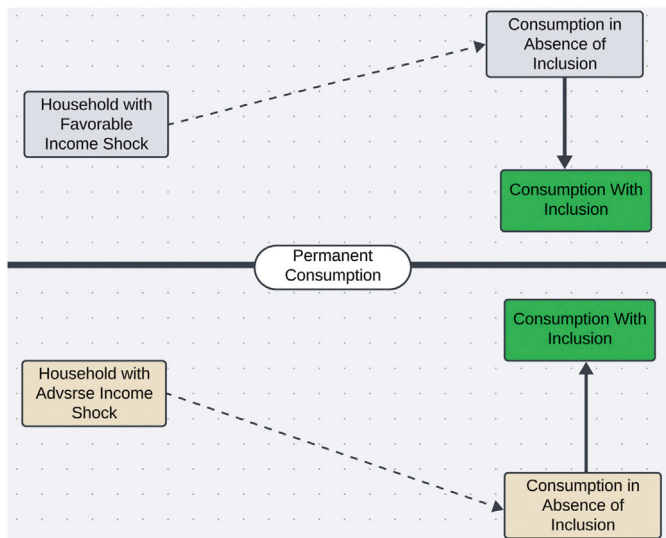 Consumption in
Absence of
Inclusion
Household with
Favorable
Income Shock
Consumption With
Inclusion
Permanent
Consumption
Consumption With
Inclusion
Household with
Advsrse Income
Shock
Consumption in
Absence of
Inclusion